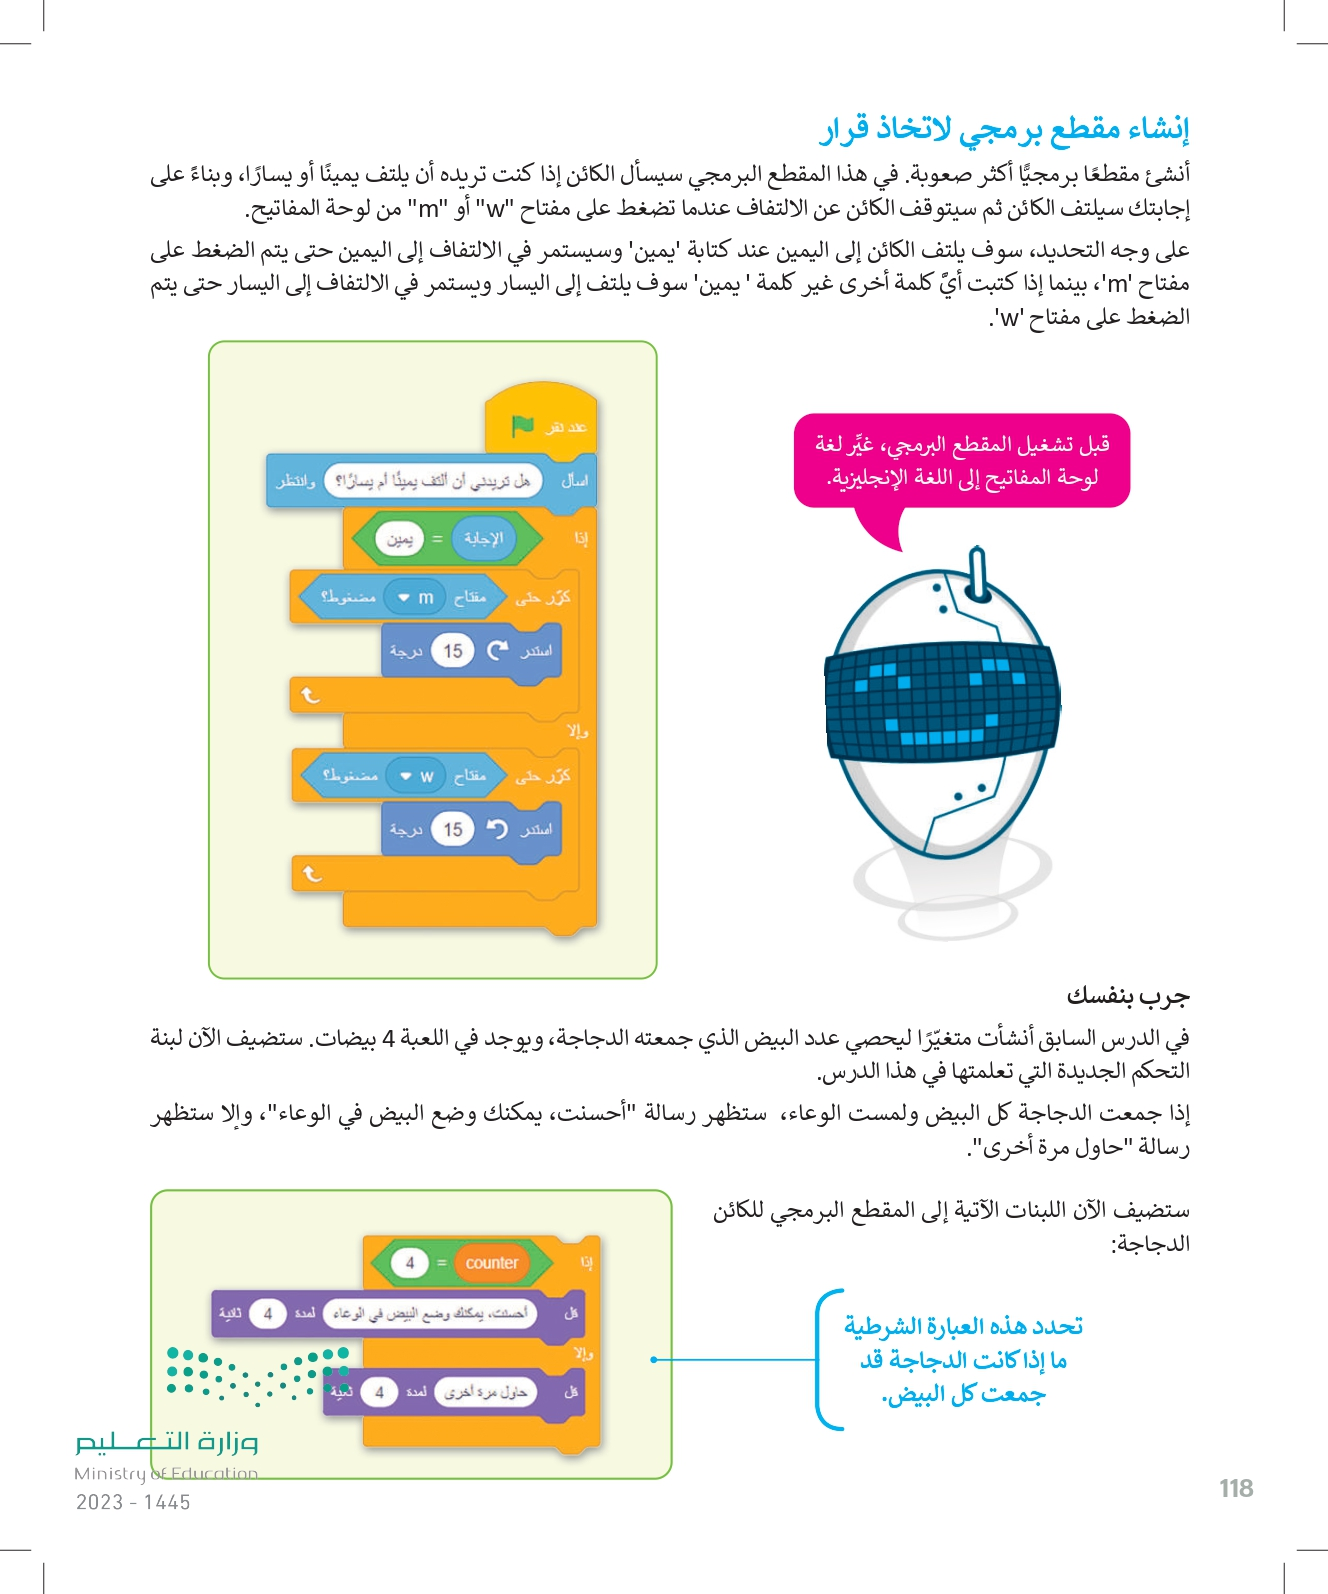 إنشاء مقطع برمجي لاتخاذ قرار
أنشئ مقطعًا برمجيًّا أكثر صعوبة. في هذا المقطع البرمجي سيسأل الكائن إذا كنت تريده أن يلتف يمينًا أو يسارًا، وبناءً على
إجابتك سيلتف الكائن ثم سيتوقف الكائن عن الالتفاف عندما تضغط على مفتاح "w" أو "m" من لوحة المفاتيح.
على وجه التحديد، سوف يلتف الكائن إلى اليمين عند كتابة 'يمين' وسيستمر في الالتفاف إلى اليمين حتى يتم الضغط على
مفتاح 'm'، بينما إذا كتبت أيَّ كلمة أخرى غير كلمة ' يمين' سوف يلتف إلى اليسار ويستمر في الالتفاف إلى اليسار حتى يتم
الضغط على مفتاح 'w'.
قبل تشغيل المقطع البرمجي، غيِّر لغة
لوحة المفاتيح إلى اللغة الإنجليزية.
عند نقر
اسأل هل تريدني أن ألتف يمينًا أم يسارًا؟ وانتظر
إذا الإجابة = يمين
كرّر حتى مفتاح m مضغوط؟
استدر 15 درجة
وإلا
كرّر حتى مفتاح w مضغوط؟
استدر 15 درجة
جرب بنفسك
في الدرس السابق أنشأت متغيّرًا ليحصي عدد البيض الذي جمعته الدجاجة، ويوجد في اللعبة 4 بيضات. ستضيف الآن لبنة
التحكم الجديدة التي تعلمتها في هذا الدرس.
إذا جمعت الدجاجة كل البيض ولمست الوعاء، ستظهر رسالة "أحسنت، يمكنك وضع البيض في الوعاء"، وإلا ستظهر
رسالة "حاول مرة أخرى".
ستضيف الآن اللبنات الآتية إلى المقطع البرمجي للكائن
الدجاجة:
إذا counter = 4
قل أحسنت، يمكنك وضع البيض في الوعاء لمدة 4 ثانية
وإلا
قل حاول مرة أخرى لمدة 4 ثانية
تحدد هذه العبارة الشرطية
ما إذا كانت الدجاجة قد
جمعت كل البيض.
وزارة التعليم
Ministry of Education
2023 - 1445
118